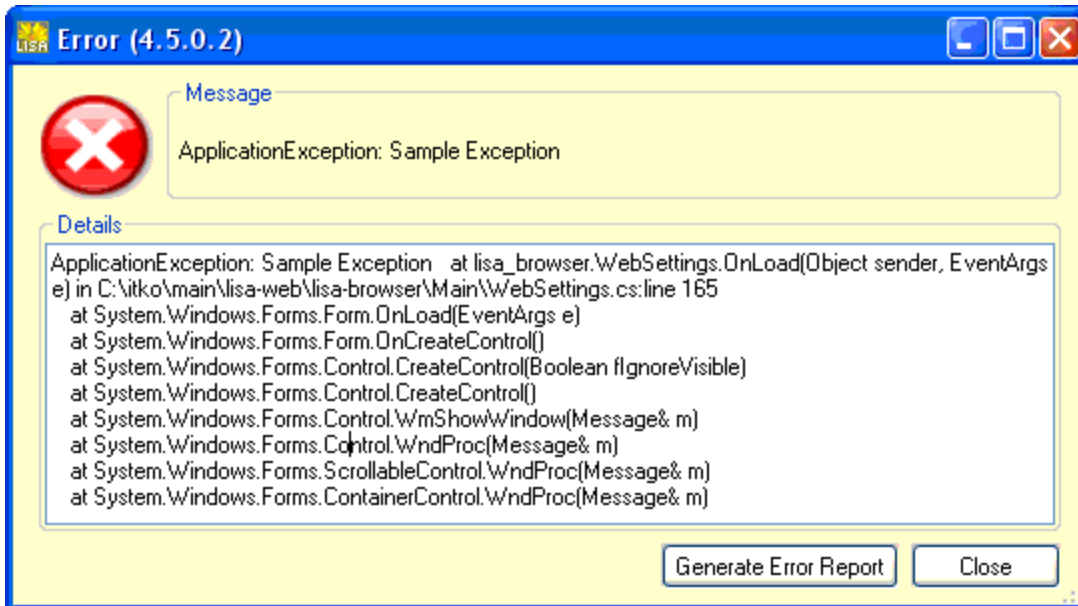 LISA Error (4.5.0.2)
Message
ApplicationException: Sample Exception
Details
ApplicationException: Sample Exception   at lisa_browser.WebSettings.OnLoad(Object sender, EventArgs
e) in C:\itko\main\lisa-web\lisa-browser\Main\WebSettings.cs:line 165
   at System.Windows.Forms.Form.OnLoad(EventArgs e)
   at System.Windows.Forms.Form.OnCreateControl()
   at System.Windows.Forms.Control.CreateControl(Boolean fIgnoreVisible)
   at System.Windows.Forms.Control.CreateControl()
   at System.Windows.Forms.Control.WmShowWindow(Message& m)
   at System.Windows.Forms.Control.WndProc(Message& m)
   at System.Windows.Forms.ScrollableControl.WndProc(Message& m)
   at System.Windows.Forms.ContainerControl.WndProc(Message& m)
Generate Error Report Close